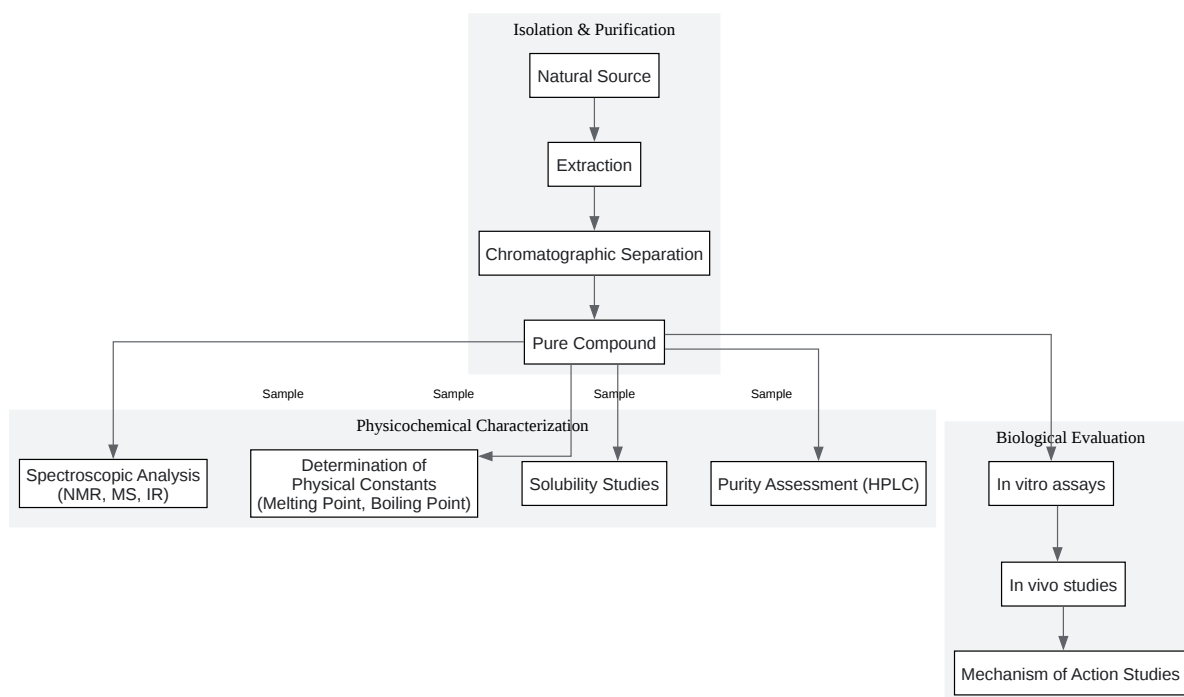 Isolation & Purification
Natural Source
Extraction
Chromatographic Separation
Pure Compound
Sample
Sample
Sample
Sample
Physicochemical Characterization
Spectroscopic Analysis
(NMR, MS, IR)
Determination of
Physical Constants
(Melting Point, Boiling Point)
Solubility Studies
Purity Assessment (HPLC)
Biological Evaluation
In vitro assays
In vivo studies
Mechanism of Action Studies